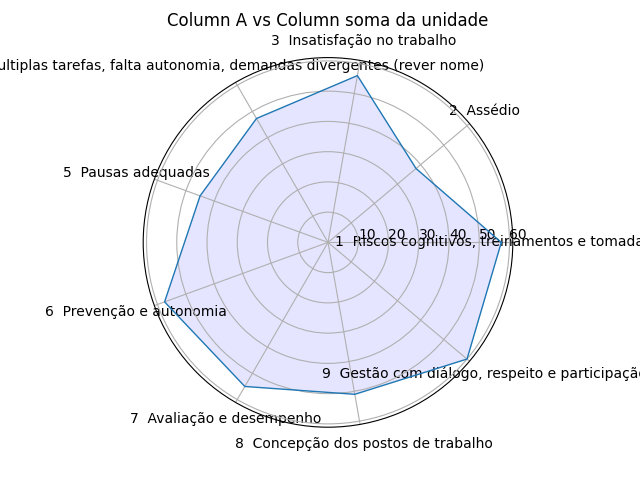 Column A vs Column soma da unidade
3  Insatisfação no trabalho
ltiplas tarefas, falta autonomia, demandas divergentes (rever nome)
2  Assédio
5  Pausas adequadas
10 20 30 40 50 60
1  Riscos cognitivos, treinamentos e tomada
6  Prevenção e autonomia
9  Gestão com diálogo, respeito e participação
7  Avaliação e desempenho
8  Concepção dos postos de trabalho